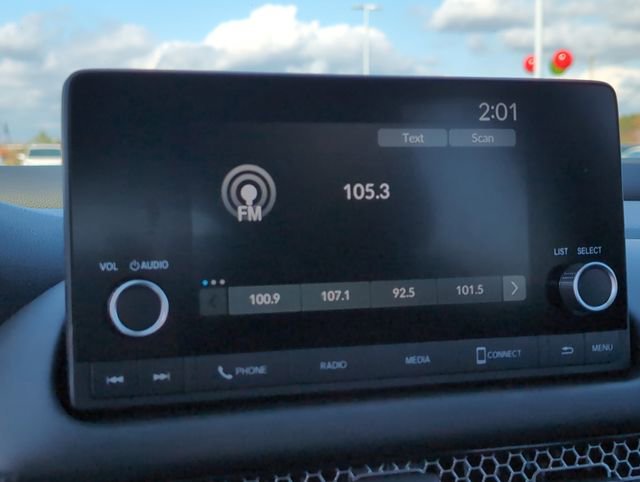 2:01
Text Scan
FM 105.3
VOL AUDIO
LIST SELECT
100.9 107.1 92.5 101.5
PHONE RADIO MEDIA CONNECT MENU